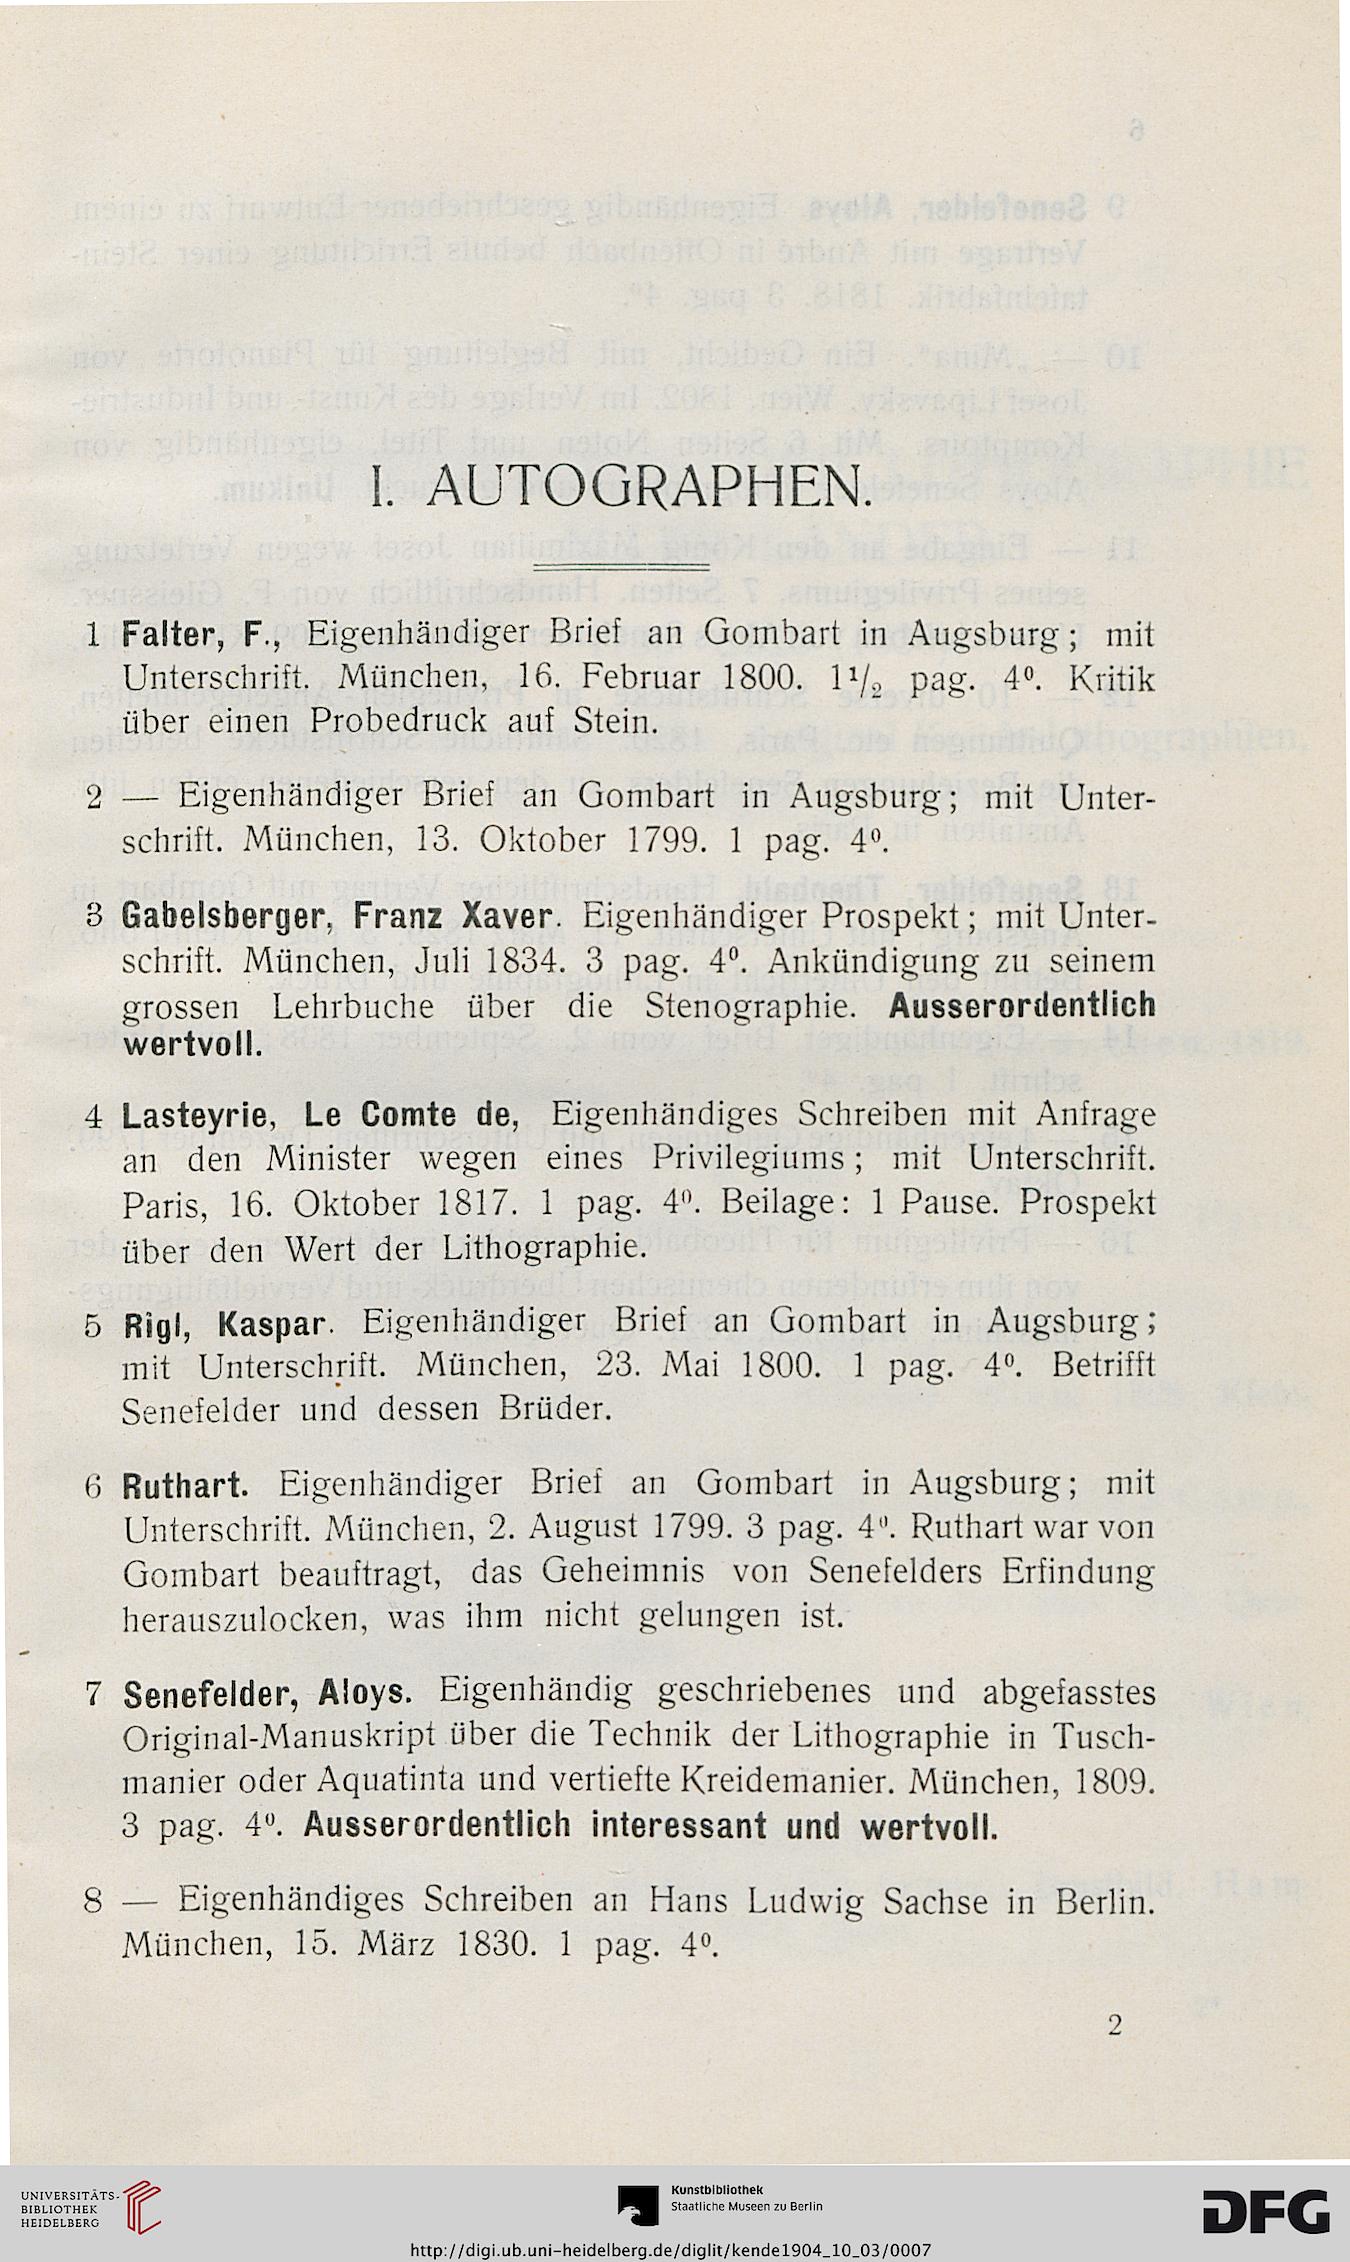 I. AUTOGRAPHEN.
1 Falter, F., Eigenhändiger Brief an Gombart in Augsburg; mit
Unterschrift. München, 16. Februar 1800. 1 1/2 pag. 4⁰. Kritik
über einen Probedruck auf Stein.
2 — Eigenhändiger Brief an Gombart in Augsburg; mit Unter-
schrift. München, 13. Oktober 1799. 1 pag. 4⁰.
3 Gabelsberger, Franz Xaver. Eigenhändiger Prospekt; mit Unter-
schrift. München, Juli 1834. 3 pag. 4⁰. Ankündigung zu seinem
grossen Lehrbuche über die Stenographie. Ausserordentlich
wertvoll.
4 Lasteyrie, Le Comte de, Eigenhändiges Schreiben mit Anfrage
an den Minister wegen eines Privilegiums; mit Unterschrift.
Paris, 16. Oktober 1817. 1 pag. 4⁰. Beilage: 1 Pause. Prospekt
über den Wert der Lithographie.
5 Rigl, Kaspar. Eigenhändiger Brief an Gombart in Augsburg;
mit Unterschrift. München, 23. Mai 1800. 1 pag. 4⁰. Betrifft
Senefelder und dessen Brüder.
6 Ruthart. Eigenhändiger Brief an Gombart in Augsburg; mit
Unterschrift. München, 2. August 1799. 3 pag. 4⁰. Ruthart war von
Gombart beauftragt, das Geheimnis von Senefelders Erfindung
herauszulocken, was ihm nicht gelungen ist.
7 Senefelder, Aloys. Eigenhändig geschriebenes und abgefasstes
Original-Manuskript über die Technik der Lithographie in Tusch-
manier oder Aquatinta und vertiefte Kreidemanier. München, 1809.
3 pag. 4⁰. Ausserordentlich interessant und wertvoll.
8 — Eigenhändiges Schreiben an Hans Ludwig Sachse in Berlin.
München, 15. März 1830. 1 pag. 4⁰.
2
UNIVERSITÄTS-
BIBLIOTHEK
HEIDELBERG
Kunstbibliothek
Staatliche Museen zu Berlin
DFG
http://digi.ub.uni-heidelberg.de/diglit/kende1904_10_03/0007